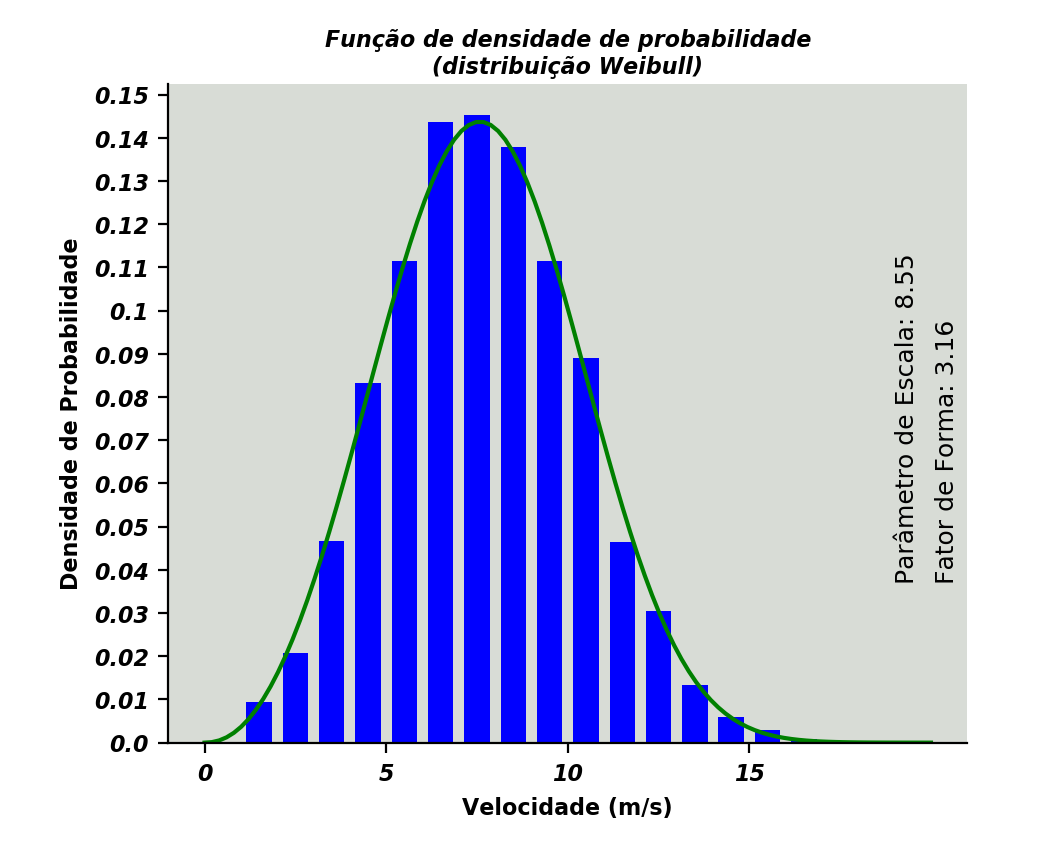 Função de densidade de probabilidade
(distribuição Weibull)
0.15
0.14
0.13
0.12
0.11
0.1
0.09
0.08
0.07
0.06
0.05
0.04
0.03
0.02
0.01
0.0
Densidade de Probabilidade
Parâmetro de Escala: 8.55
Fator de Forma: 3.16
0 5 10 15
Velocidade (m/s)